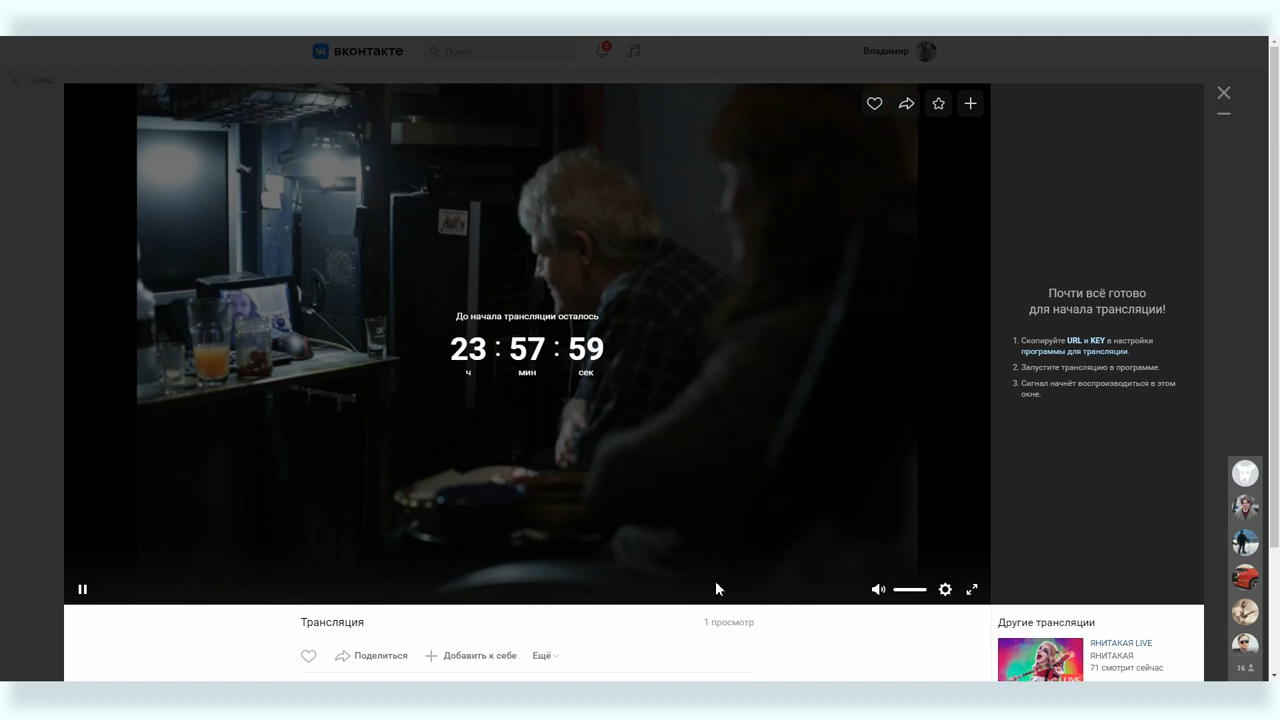 вконтакте
Поиск
2
Владимир
Назад
До начала трансляции осталось
23 : 57 : 59
ч мин сек
Почти всё готово
для начала трансляции!
1. Скопируйте URL и KEY в настройки
программы для трансляции.
2. Запустите трансляцию в программе.
3. Сигнал начнёт воспроизводиться в этом
окне.
Трансляция
1 просмотр
Поделиться
Добавить к себе
Ещё
Другие трансляции
ЯНИТАКАЯ LIVE
ЯНИТАКАЯ
71 смотрит сейчас
LIVE
16